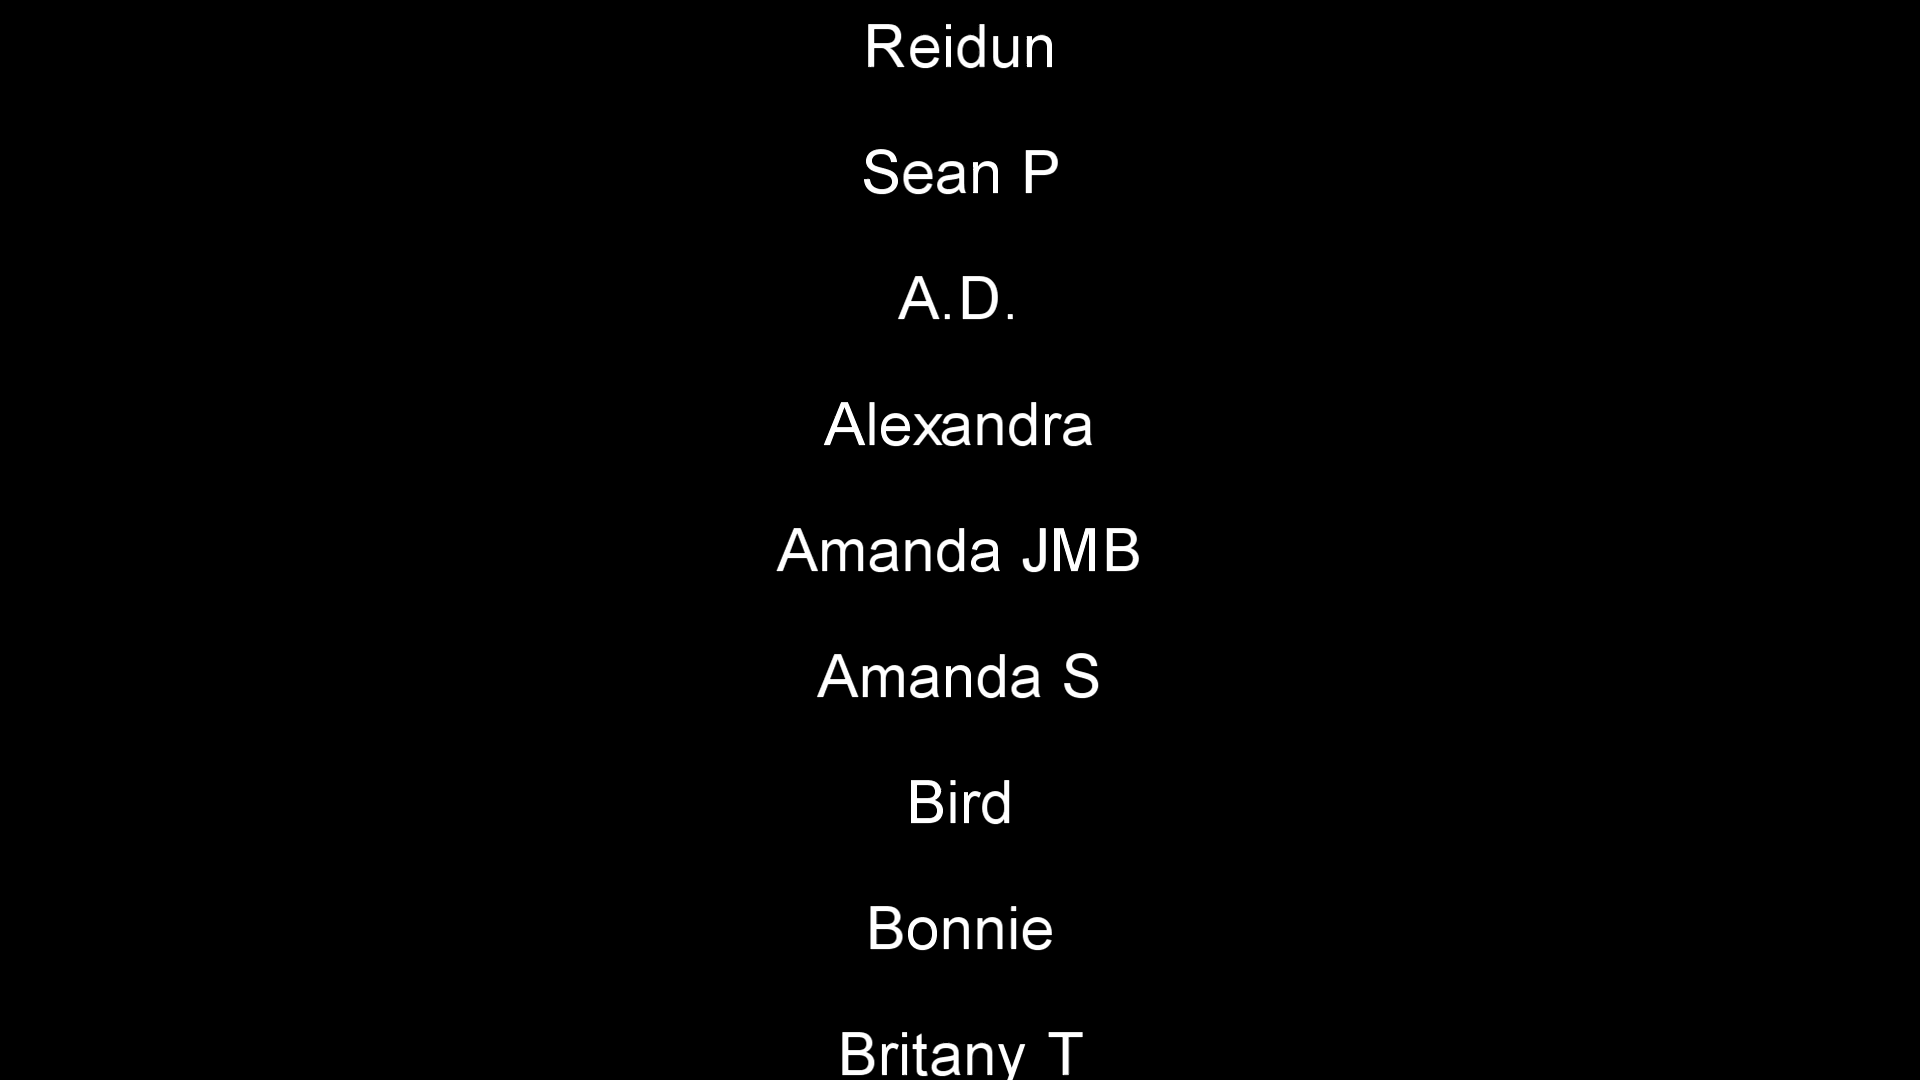 Reidun
Sean P
A.D.
Alexandra
Amanda JMB
Amanda S
Bird
Bonnie
Britany T